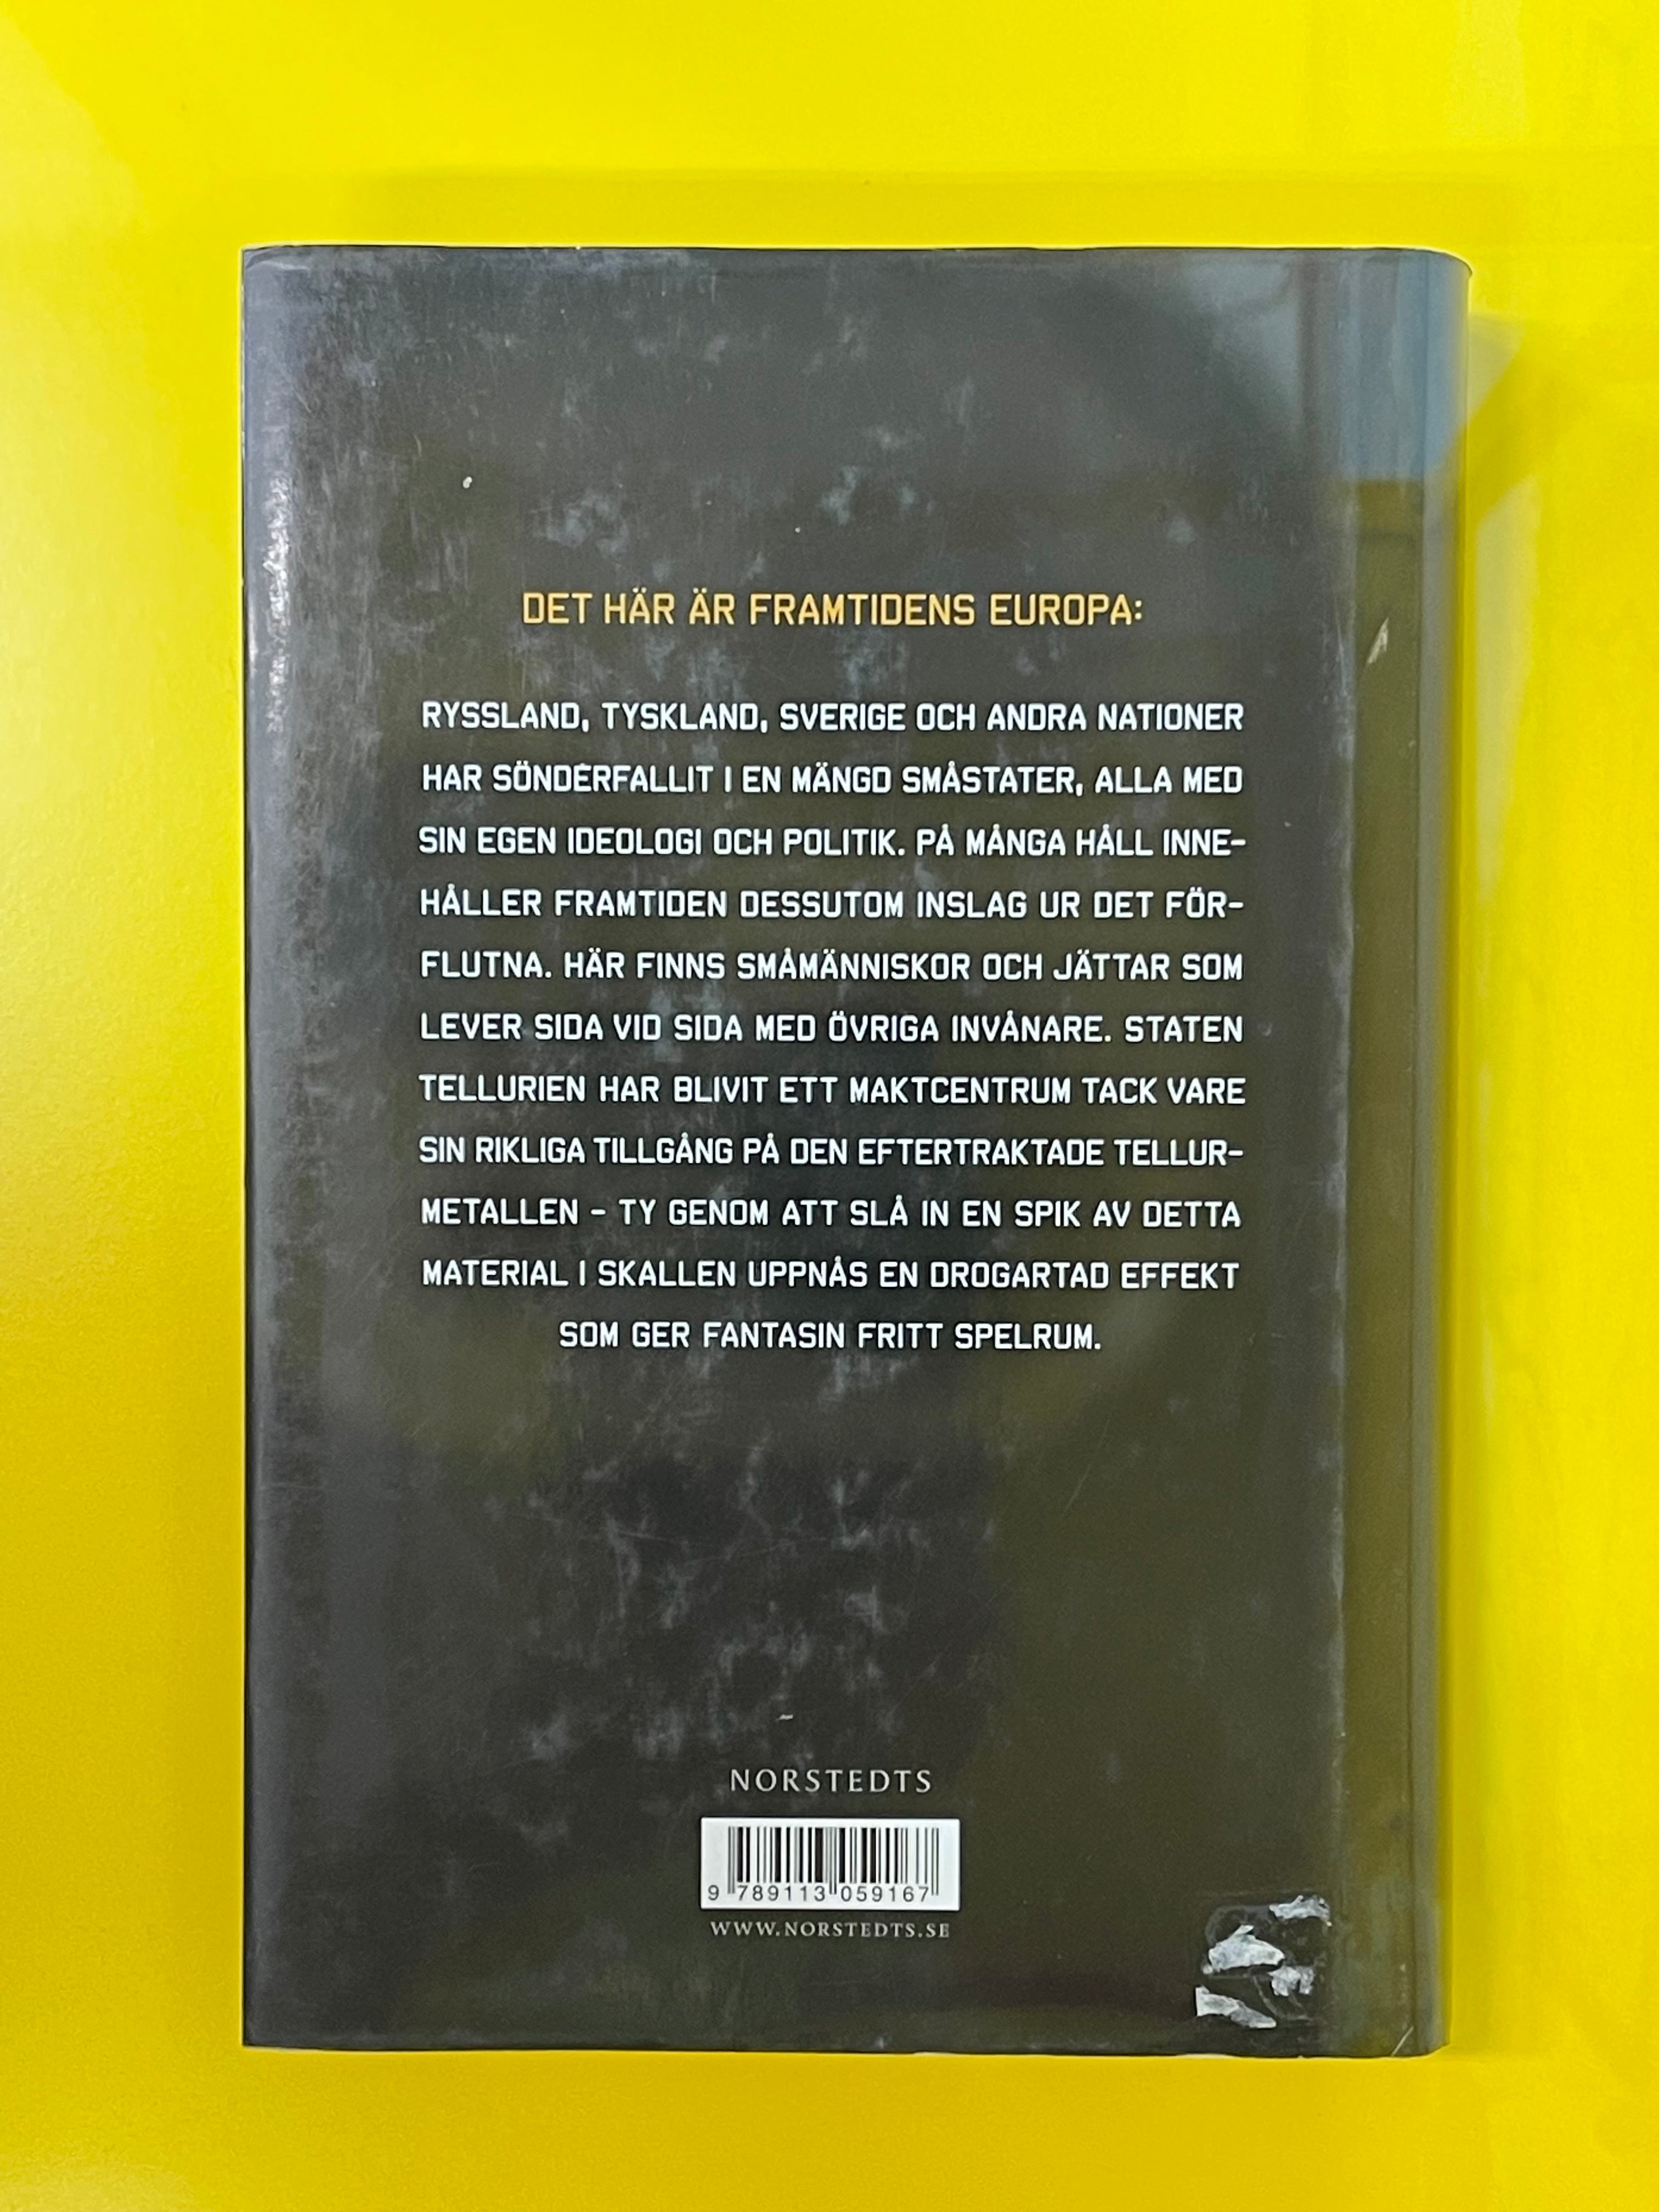 DET HÄR ÄR FRAMTIDENS EUROPA:
RYSSLAND, TYSKLAND, SVERIGE OCH ANDRA NATIONER
HAR SÖNDERFALLIT I EN MÄNGD SMÅSTATER, ALLA MED
SIN EGEN IDEOLOGI OCH POLITIK. PÅ MÅNGA HÅLL INNE-
HÅLLER FRAMTIDEN DESSUTOM INSLAG UR DET FÖR-
FLUTNA. HÄR FINNS SMÅMÄNNISKOR OCH JÄTTAR SOM
LEVER SIDA VID SIDA MED ÖVRIGA INVÅNARE. STATEN
TELLURIEN HAR BLIVIT ETT MAKTCENTRUM TACK VARE
SIN RIKLIGA TILLGÅNG PÅ DEN EFTERTRAKTADE TELLUR-
METALLEN – TY GENOM ATT SLÅ IN EN SPIK AV DETTA
MATERIAL I SKALLEN UPPNÅS EN DROGARTAD EFFEKT
SOM GER FANTASIN FRITT SPELRUM.
NORSTEDTS
9 789113 059167
WWW.NORSTEDTS.SE